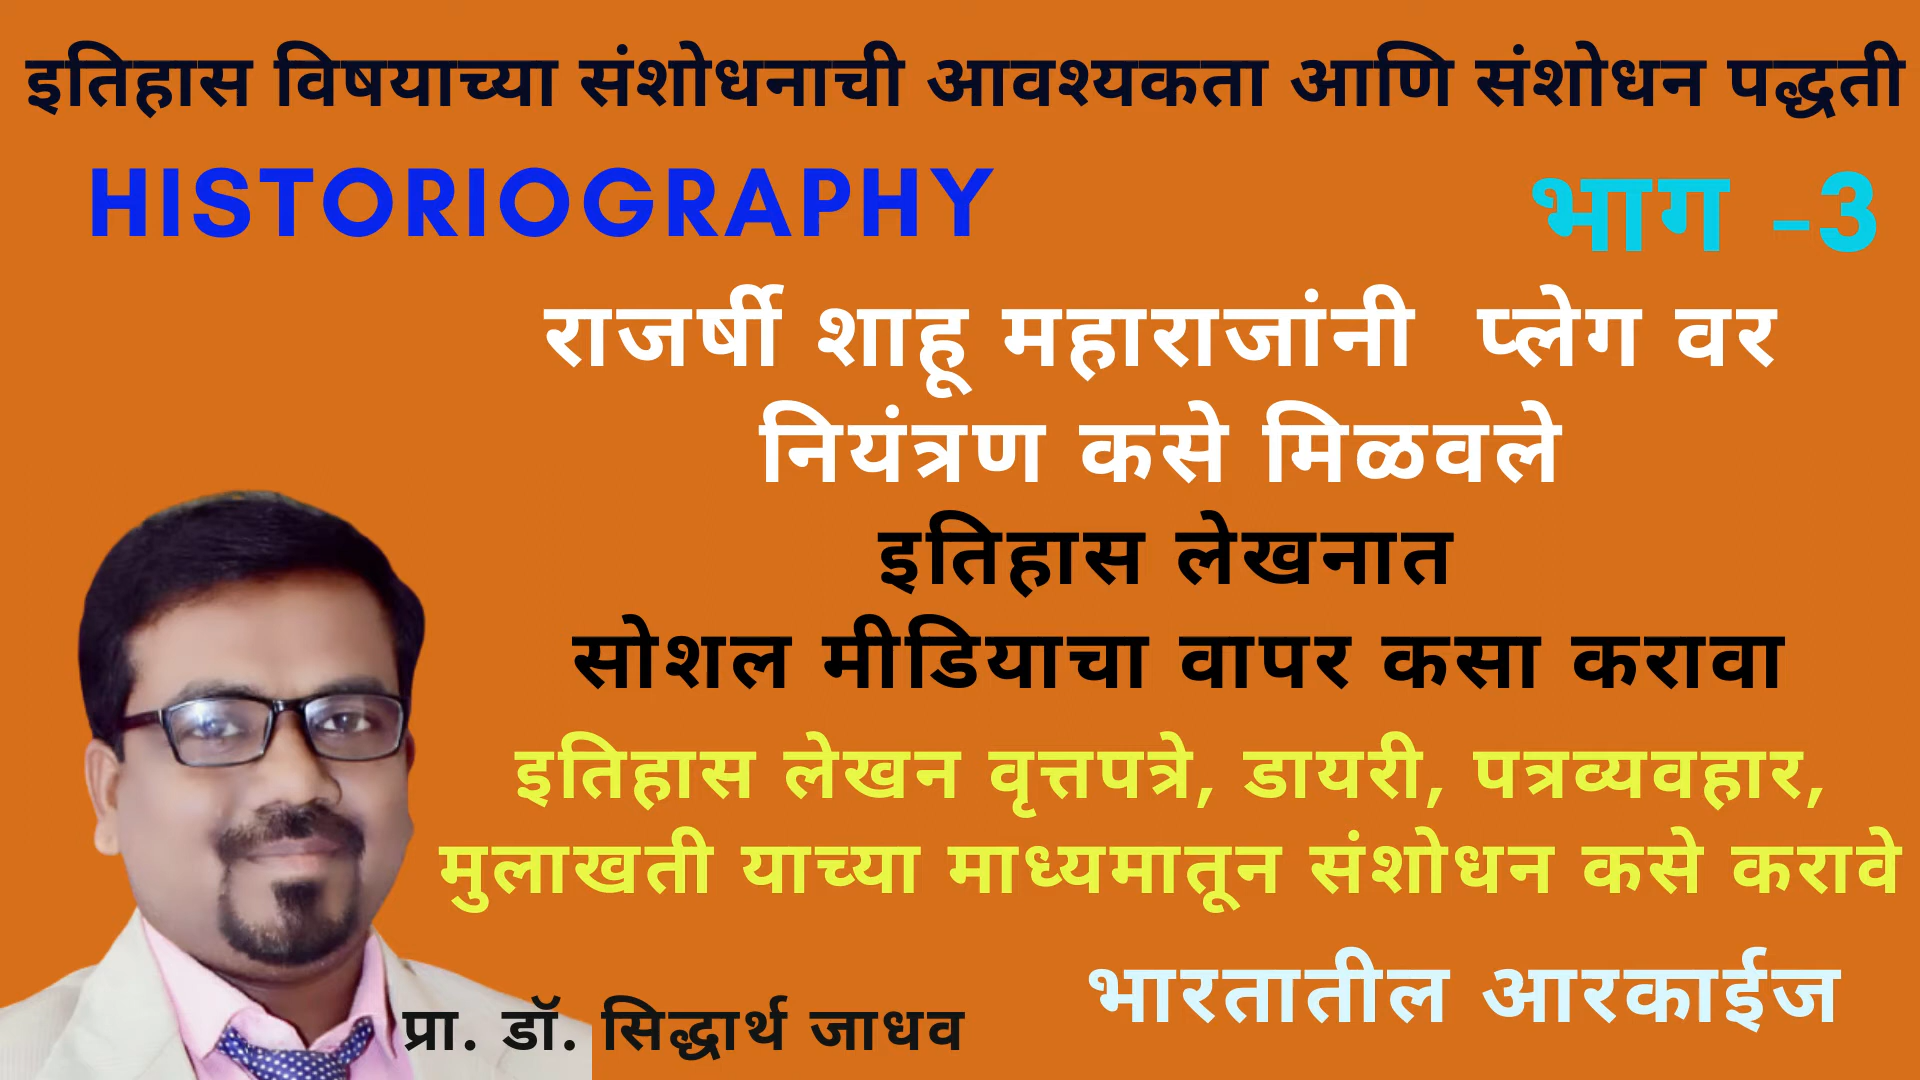 इतिहास विषयाच्या संशोधनाची आवश्यकता आणि संशोधन पद्धती
HISTORIOGRAPHY
भाग -3
राजर्षी शाहू महाराजांनी प्लेग वर
नियंत्रण कसे मिळवले
इतिहास लेखनात
सोशल मीडियाचा वापर कसा करावा
इतिहास लेखन वृत्तपत्रे, डायरी, पत्रव्यवहार,
मुलाखती याच्या माध्यमातून संशोधन कसे करावे
भारतातील आरकाईज
प्रा. डॉ. सिद्धार्थ जाधव